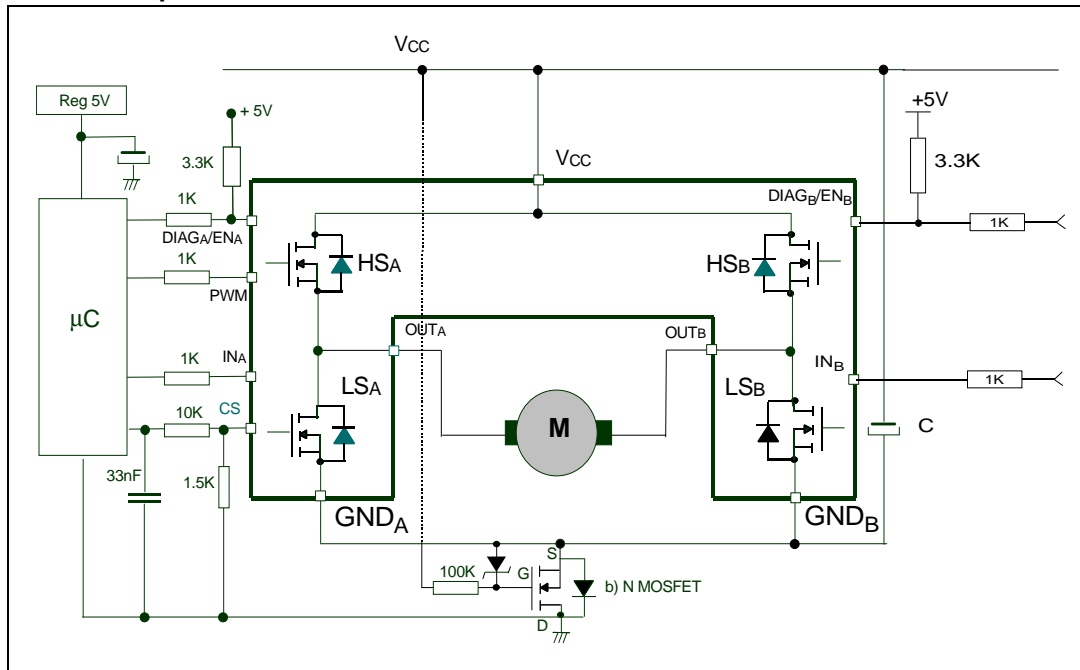 VCC
Reg 5V
+ 5V
+5V
3.3K
3.3K
VCC
1K
DIAGA/ENA
DIAGB/ENB
1K
1K
PWM
HSA
HSB
µC
OUTA
OUTB
1K
INA
INB
1K
LSA
LSB
10K
CS
M
C
33nF
1.5K
GNDA
GNDB
100K
G
S
D
b) N MOSFET